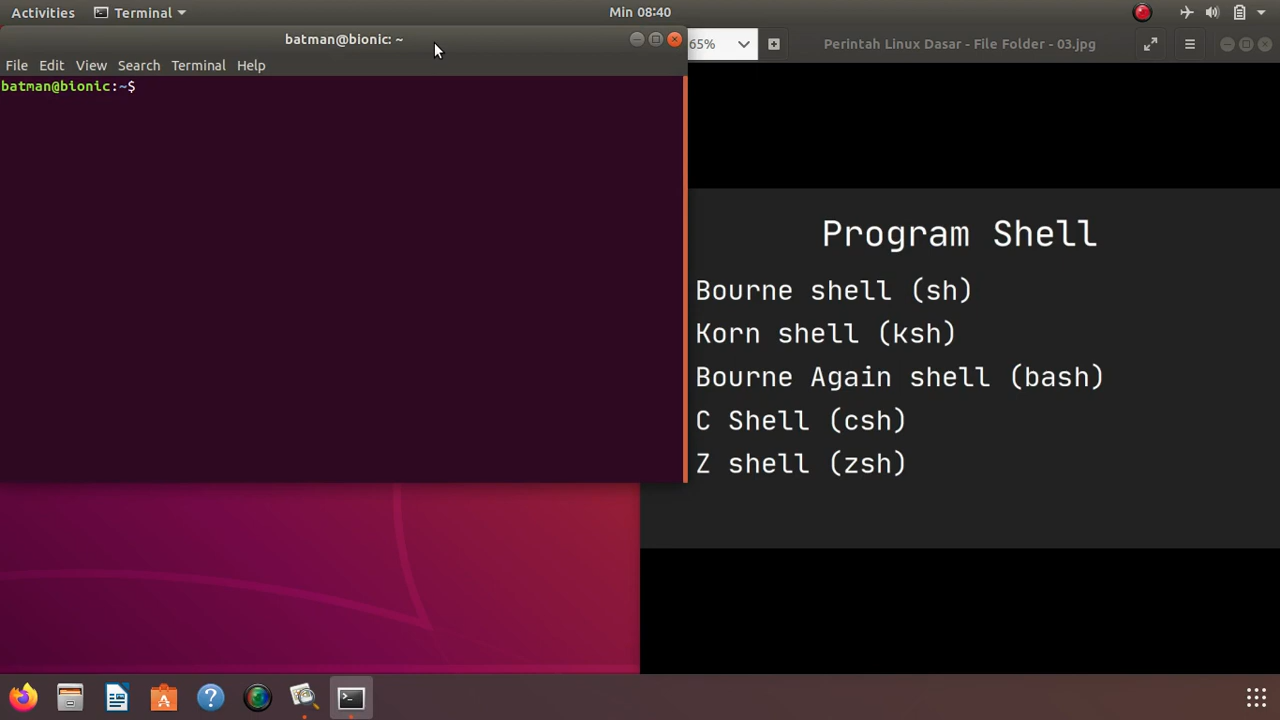 Activities
Terminal
Min 08:40
batman@bionic: ~
65%
Perintah Linux Dasar - File Folder - 03.jpg
File Edit View Search Terminal Help
batman@bionic:~$
Program Shell
Bourne shell (sh)
Korn shell (ksh)
Bourne Again shell (bash)
C Shell (csh)
Z shell (zsh)